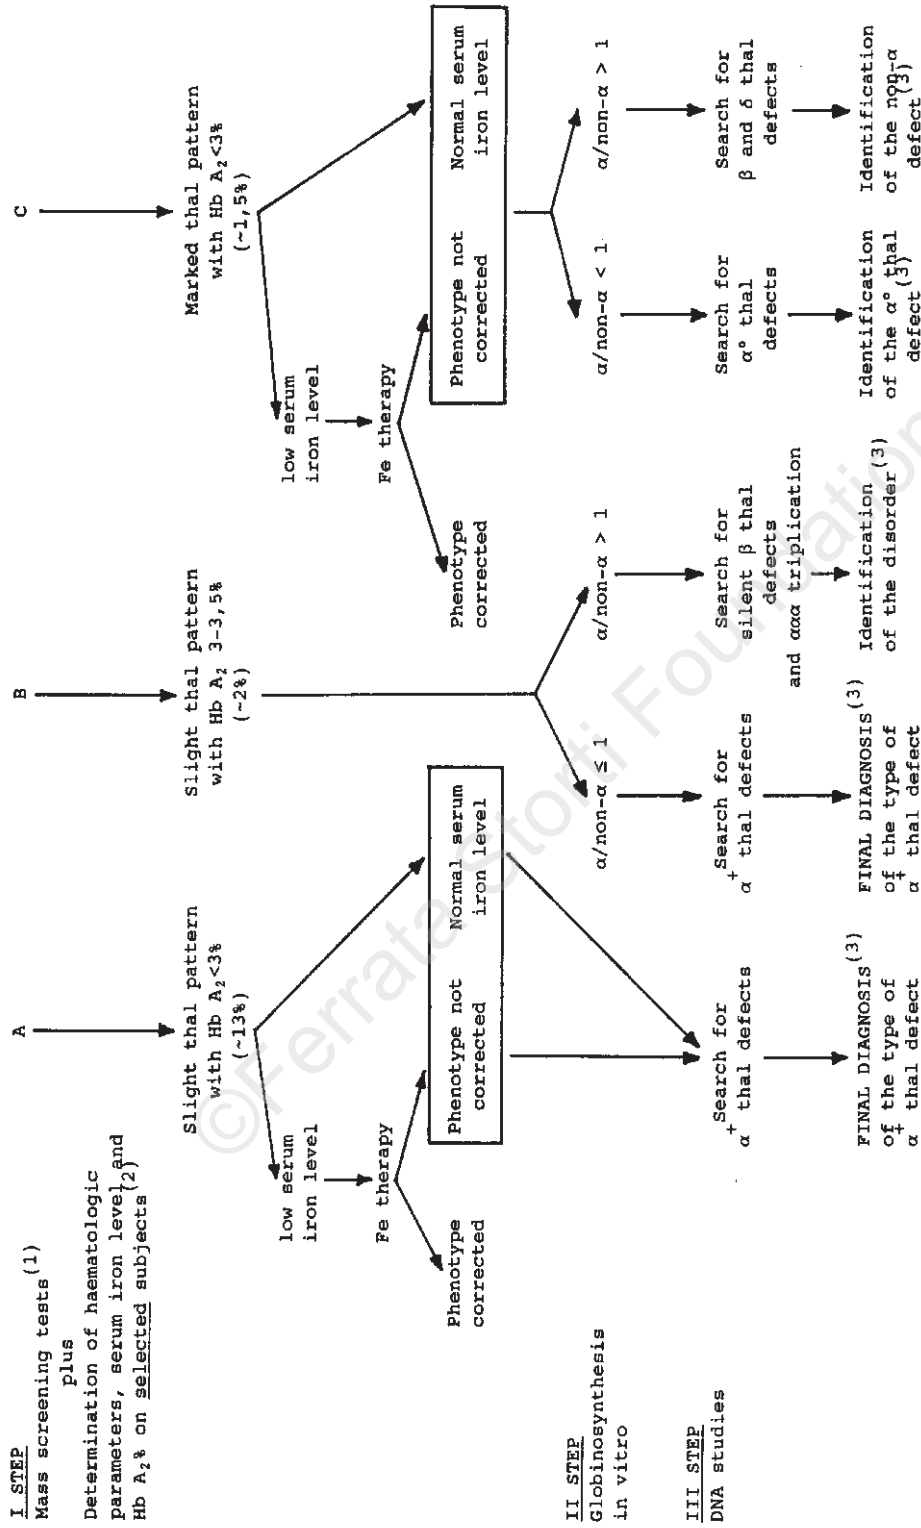 I STEP
Mass screening tests(1)
plus
Determination of haematologic
parameters, serum iron level and
Hb A₂% on selected subjects(2)
A
B
C
Slight thal pattern
with Hb A₂<3%
(~13%)
Slight thal pattern
with Hb A₂ 3-3,5%
(~2%)
Marked thal pattern
with Hb A₂<3%
(~1,5%)
low serum
iron level
Fe therapy
Phenotype
corrected
Phenotype not
corrected
Normal serum
iron level
low serum
iron level
Fe therapy
Phenotype
corrected
Phenotype not
corrected
Normal serum
iron level
II STEP
Globinosynthesis
in vitro
α/non-α ≤ 1
α/non-α > 1
α/non-α < 1
α/non-α > 1
III STEP
DNA studies
Search for
α⁺ thal defects
Search for
α⁺ thal defects
Search for
silent β thal
defects
and ααα triplication
Search for
α° thal
defects
Search for
β and δ thal
defects
FINAL DIAGNOSIS(3)
of the type of
α⁺ thal defect
FINAL DIAGNOSIS(3)
of the type of
α⁺ thal defect
Identification
of the disorder(3)
Identification
of the α° thal
defect(3)
Identification
of the non-α
defect(3)
©Ferrata Storti Foundation